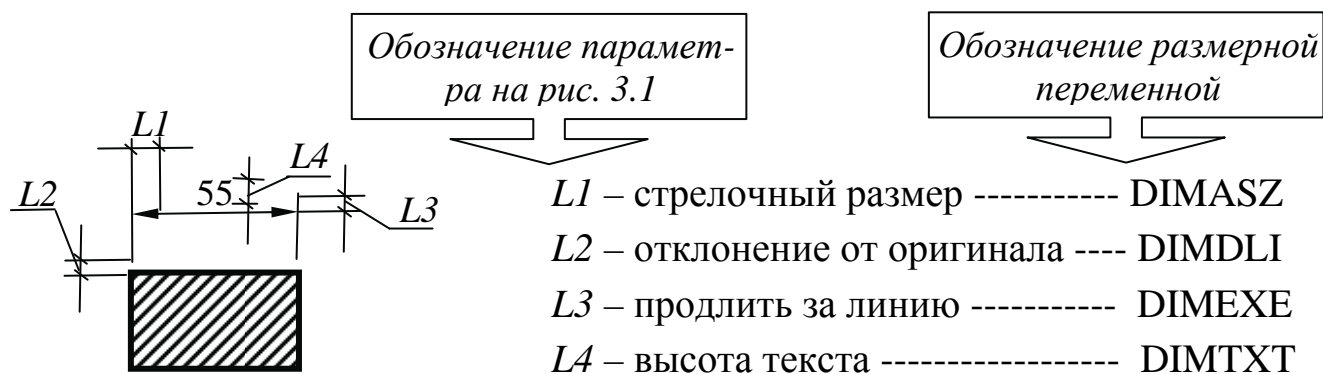 Обозначение парамет-
ра на рис. 3.1
Обозначение размерной
переменной
L1
L4
55
L2
L3
L1 – стрелочный размер ----------- DIMASZ
L2 – отклонение от оригинала ---- DIMDLI
L3 – продлить за линию ----------- DIMEXE
L4 – высота текста ------------------ DIMTXT